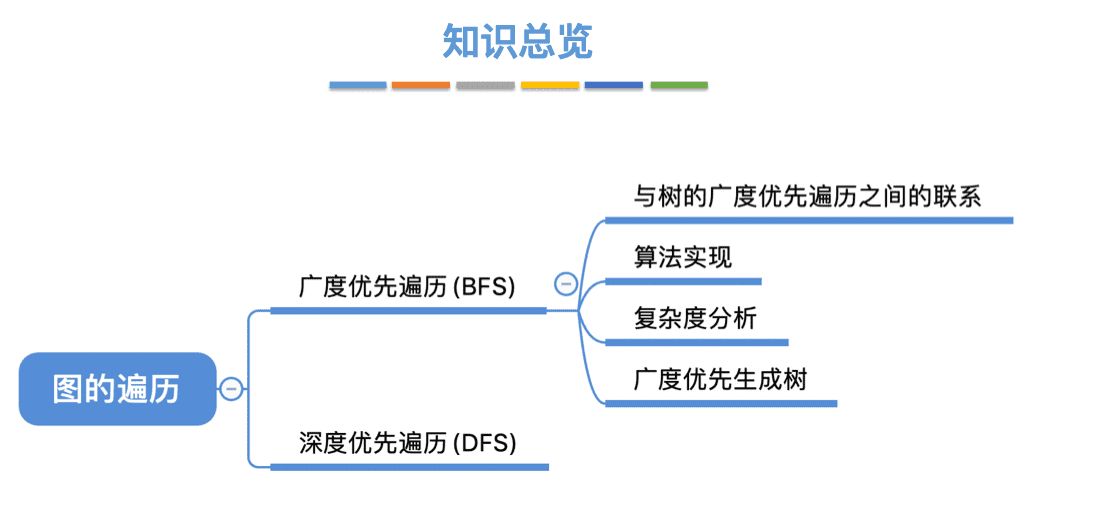 知识总览
与树的广度优先遍历之间的联系
算法实现
广度优先遍历(BFS)
复杂度分析
广度优先生成树
图的遍历
深度优先遍历(DFS)